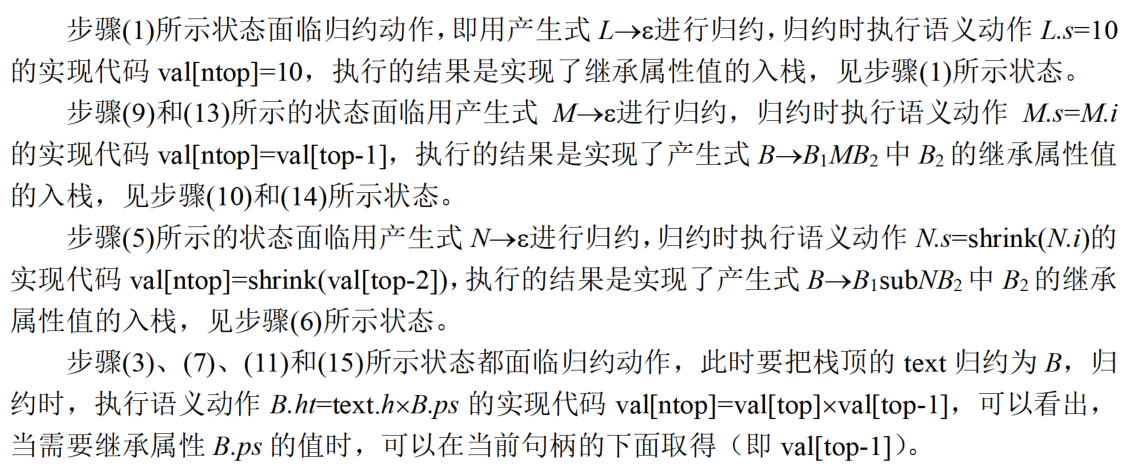 步骤(1)所示状态面临归约动作，即用产生式 L→ε进行归约，归约时执行语义动作 L.s=10
的实现代码 val[ntop]=10，执行的结果是实现了继承属性值的入栈，见步骤(1)所示状态。
步骤(9)和(13)所示的状态面临用产生式 M→ε进行归约，归约时执行语义动作 M.s=M.i
的实现代码 val[ntop]=val[top-1]，执行的结果是实现了产生式 B→B₁MB₂ 中 B₂ 的继承属性值
的入栈，见步骤(10)和(14)所示状态。
步骤(5)所示的状态面临用产生式 N→ε进行归约，归约时执行语义动作 N.s=shrink(N.i)的
实现代码 val[ntop]=shrink(val[top-2])，执行的结果是实现了产生式 B→B₁subNB₂ 中 B₂ 的继承
属性值的入栈，见步骤(6)所示状态。
步骤(3)、(7)、(11)和(15)所示状态都面临归约动作，此时要把栈顶的 text 归约为 B，归
约时，执行语义动作 B.ht=text.h×B.ps 的实现代码 val[ntop]=val[top]×val[top-1]，可以看出，
当需要继承属性 B.ps 的值时，可以在当前句柄的下面取得（即 val[top-1]）。